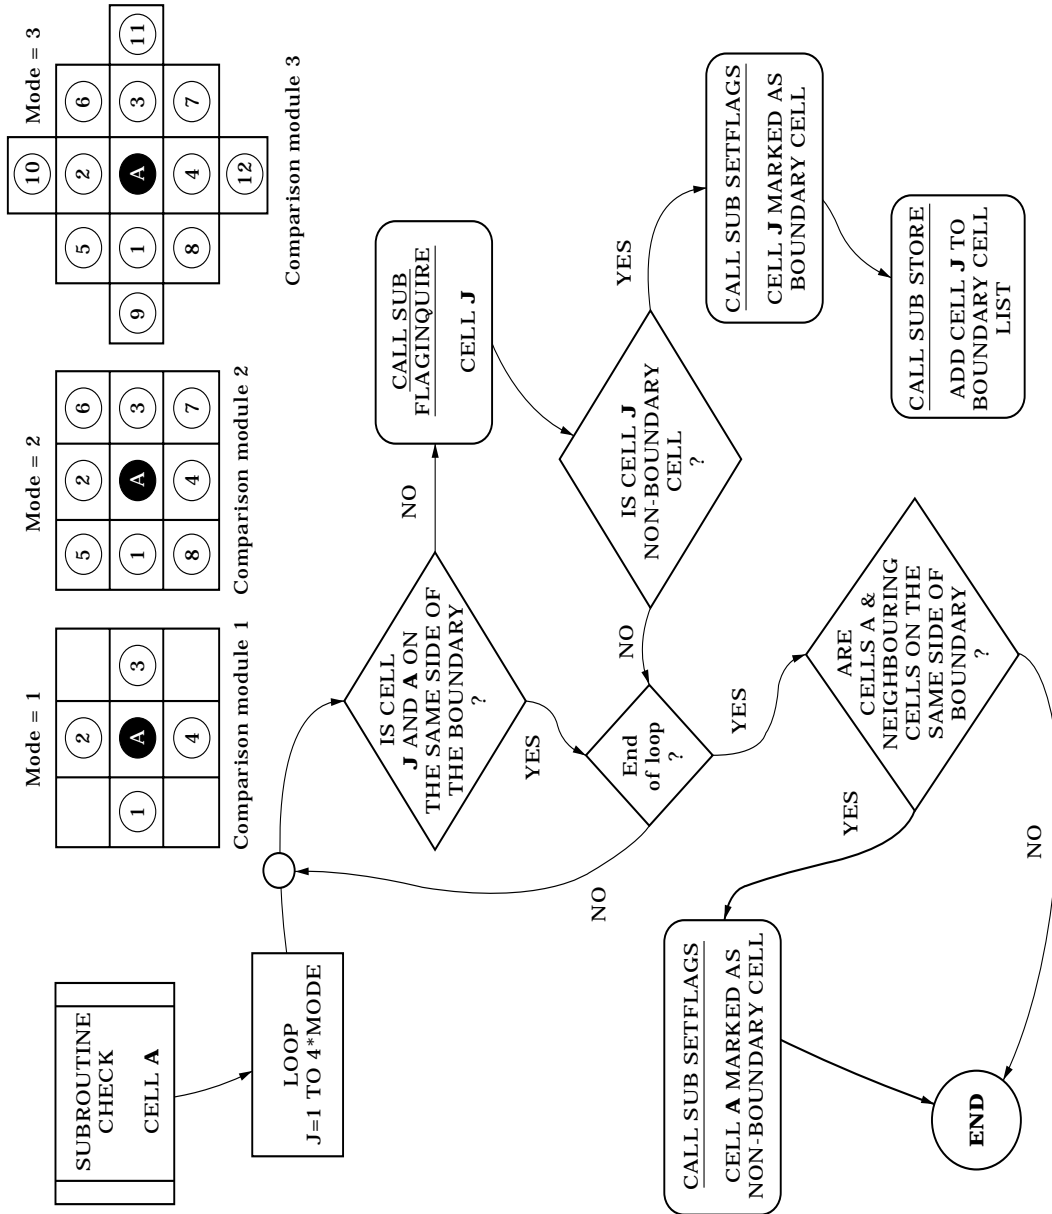 SUBROUTINE
CHECK
CELL A
LOOP
J=1 TO 4*MODE
Mode = 1
2
1
A
3
4
Comparison module 1
Mode = 2
5
2
6
1
A
3
8
4
7
Comparison module 2
Mode = 3
10
5
2
6
9
1
A
3
11
8
4
7
12
Comparison module 3
IS CELL
J AND A ON
THE SAME SIDE OF
THE BOUNDARY
?
NO
YES
CALL SUB
FLAGINQUIRE
CELL J
IS CELL J
NON-BOUNDARY
CELL
?
YES
NO
CALL SUB SETFLAGS
CELL J MARKED AS
BOUNDARY CELL
CALL SUB STORE
ADD CELL J TO
BOUNDARY CELL
LIST
End
of loop
?
NO
YES
ARE
CELLS A &
NEIGHBOURING
CELLS ON THE
SAME SIDE OF
BOUNDARY
?
YES
NO
CALL SUB SETFLAGS
CELL A MARKED AS
NON-BOUNDARY CELL
END